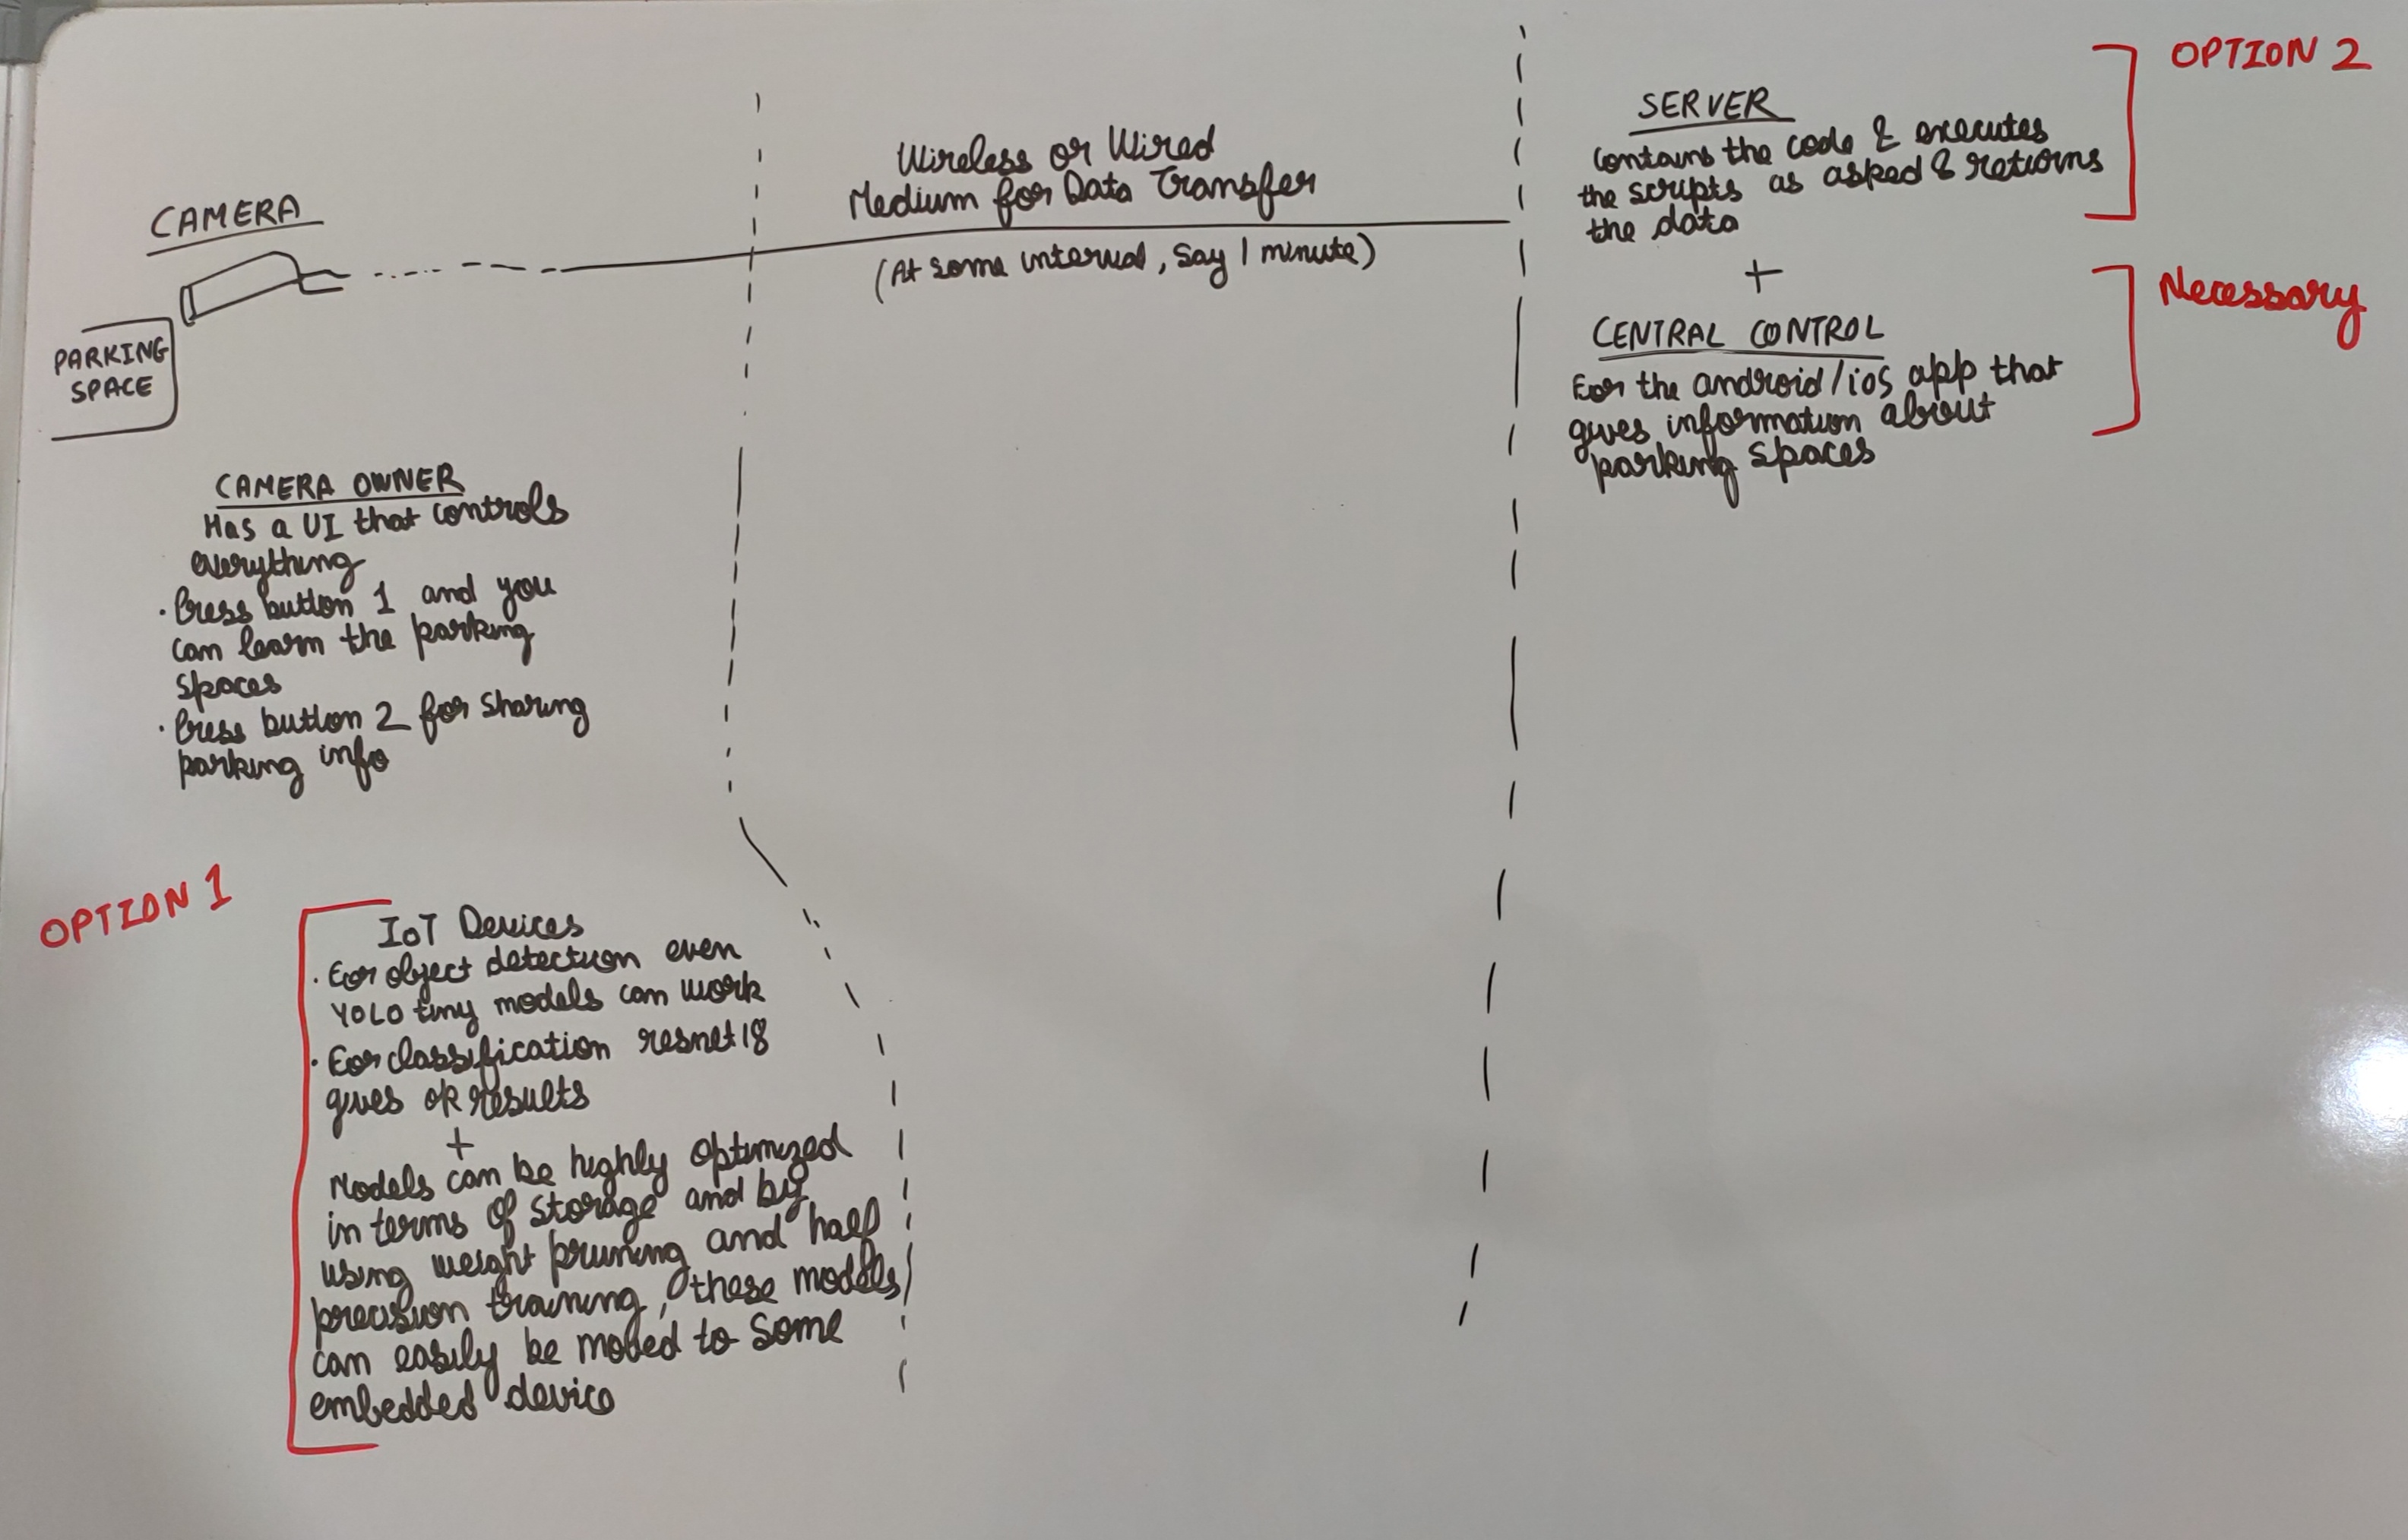 CAMERA
PARKING
SPACE
CAMERA OWNER
Has a UI that controls
everything
· Press button 1 and you
can learn the parking
spaces
· Press button 2 for sharing
parking info
OPTION 1
IoT Devices
· For object detection even
YOLO tiny models can work
· For classification resnet18
gives ok results
+
Models can be highly optimized
in terms of storage and by
using weight pruning and half
precision training, these models
can easily be moved to some
embedded device
Wireless or Wired
Medium for Data Transfer
(At some interval, say 1 minute)
OPTION 2
SERVER
Contains the code & executes
the scripts as asked & returns
the data
+
Necessary
CENTRAL CONTROL
For the android/ios app that
gives information about
parking spaces